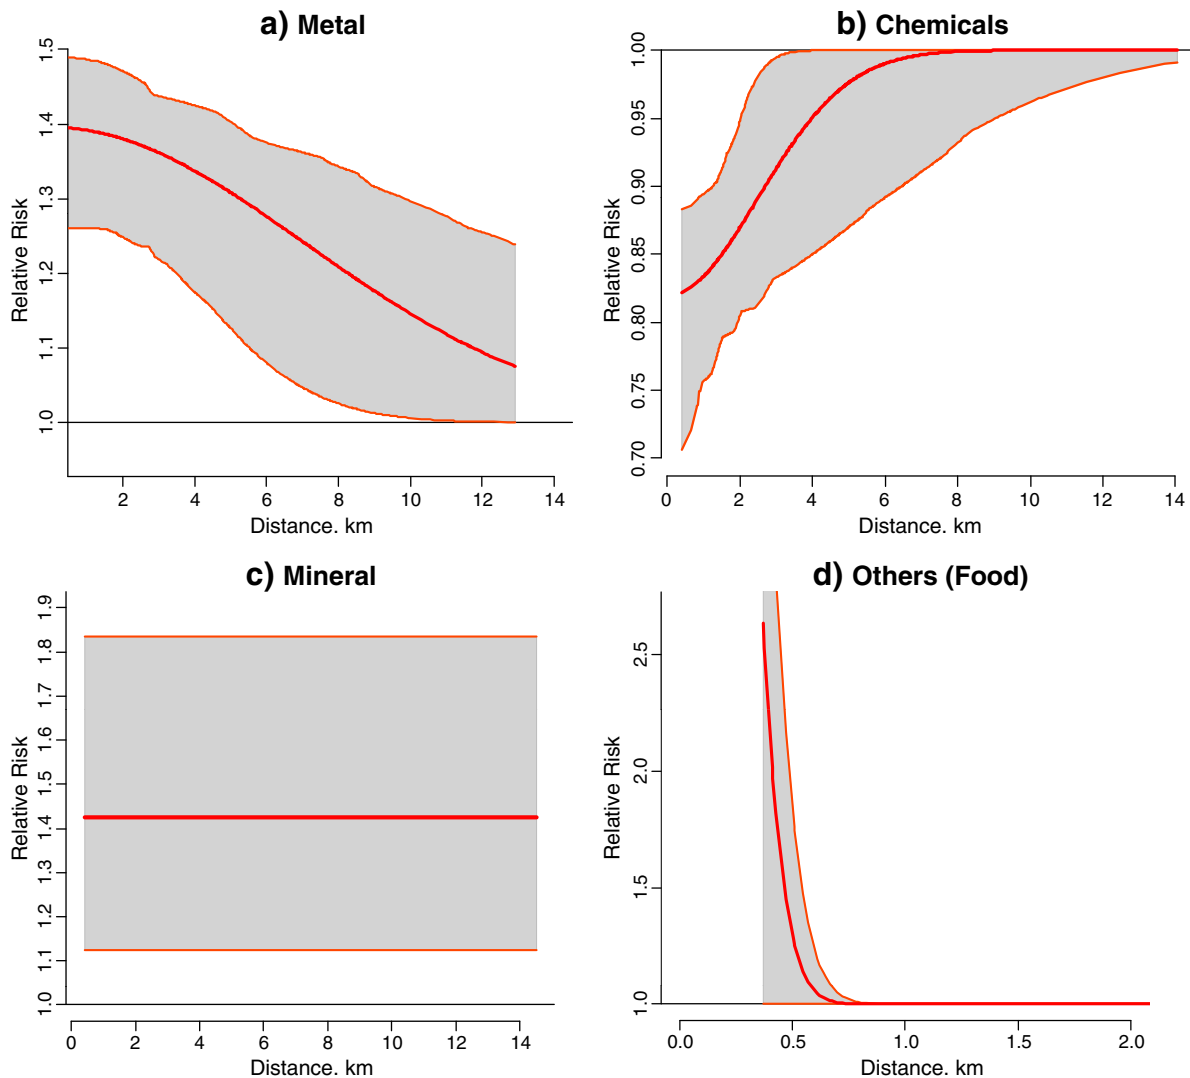 a) Metal
Relative Risk
1.5
1.4
1.3
1.2
1.1
1.0
2 4 6 8 10 12 14
Distance. km
b) Chemicals
Relative Risk
1.00
0.95
0.90
0.85
0.80
0.75
0.70
0 2 4 6 8 10 12 14
Distance. km
c) Mineral
Relative Risk
1.9
1.8
1.7
1.6
1.5
1.4
1.3
1.2
1.1
1.0
0 2 4 6 8 10 12 14
Distance. km
d) Others (Food)
Relative Risk
2.5
2.0
1.5
1.0
0.0 0.5 1.0 1.5 2.0
Distance. km